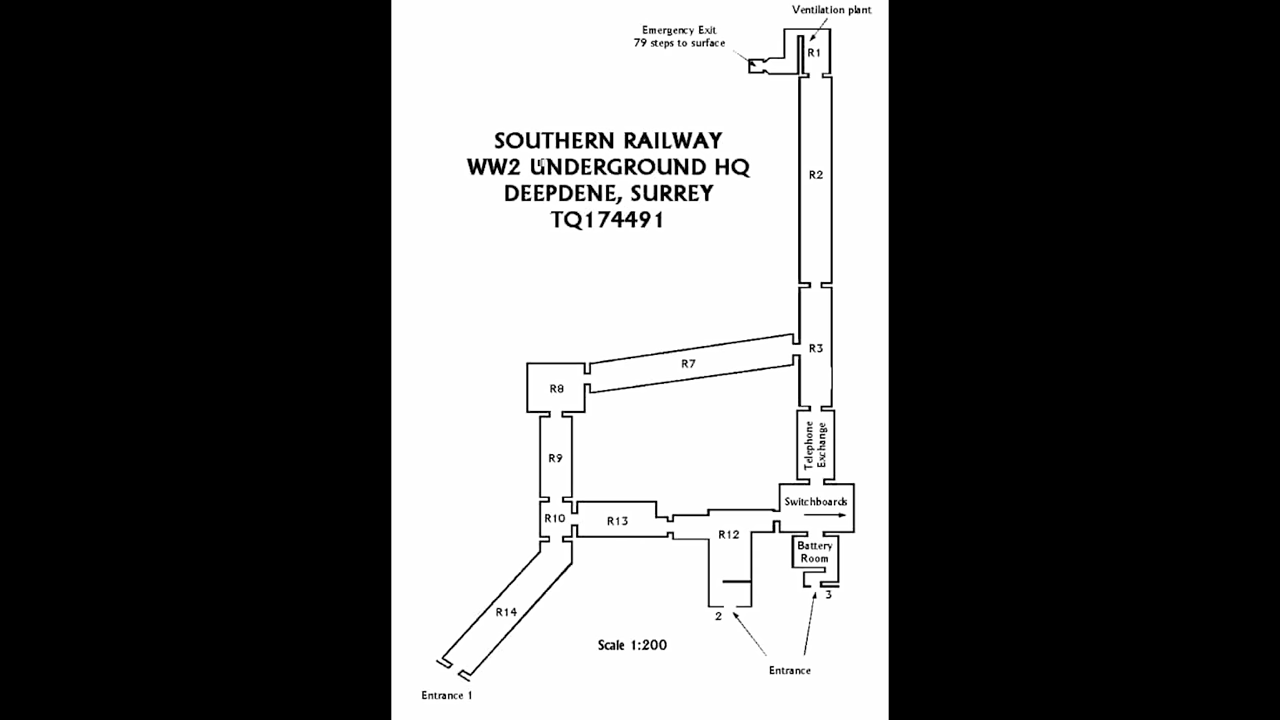 Ventilation plant
Emergency Exit
79 steps to surface
R1
SOUTHERN RAILWAY
WW2 UNDERGROUND HQ
DEEPDENE, SURREY
TQ174491
R2
R3
R7
R8
Telephone
Exchange
R9
Switchboards
R10
R13
R12
Battery
Room
3
R14
2
Scale 1:200
Entrance
Entrance 1